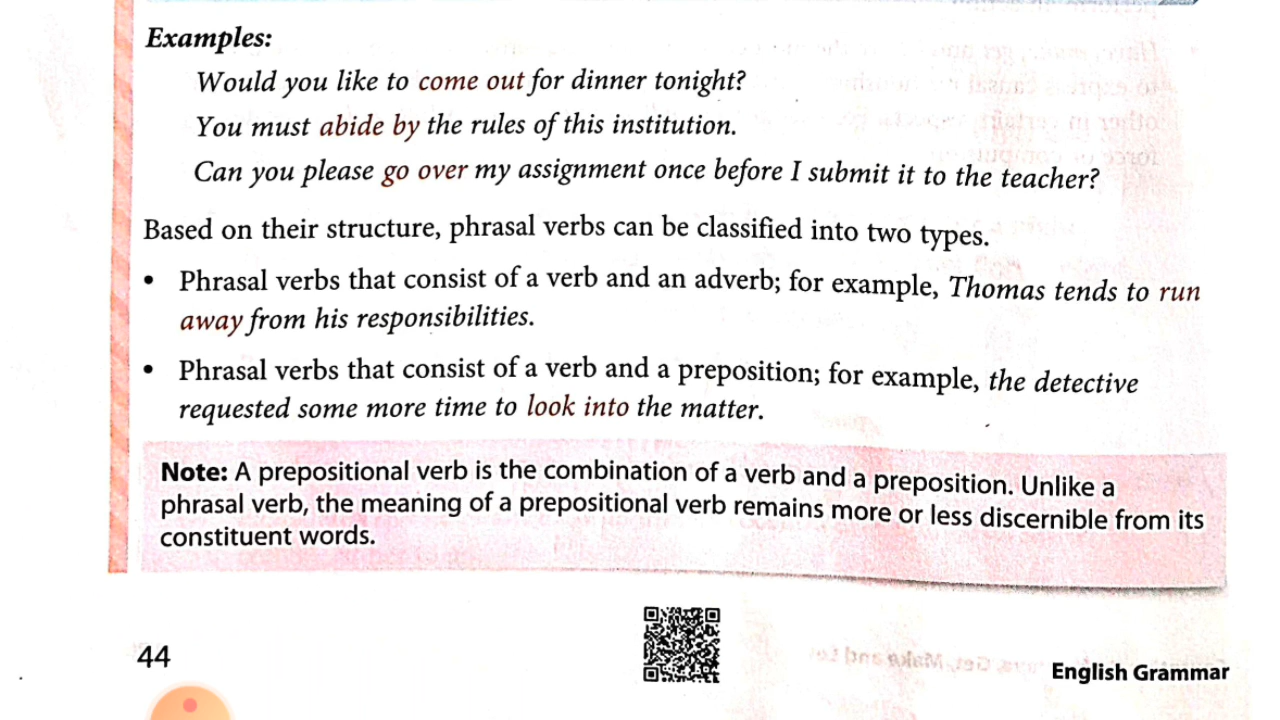 Examples:
Would you like to come out for dinner tonight?
You must abide by the rules of this institution.
Can you please go over my assignment once before I submit it to the teacher?
Based on their structure, phrasal verbs can be classified into two types.
• Phrasal verbs that consist of a verb and an adverb; for example, Thomas tends to run
away from his responsibilities.
• Phrasal verbs that consist of a verb and a preposition; for example, the detective
requested some more time to look into the matter.
Note: A prepositional verb is the combination of a verb and a preposition. Unlike a
phrasal verb, the meaning of a prepositional verb remains more or less discernible from its
constituent words.
44
English Grammar